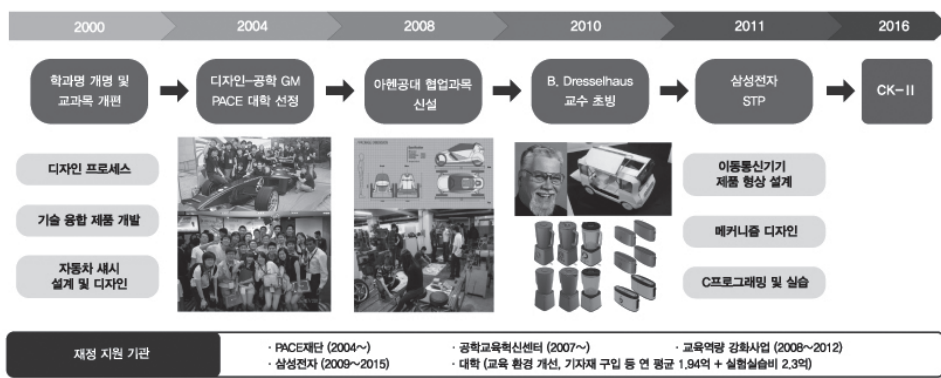 2000
2004
2008
2010
2011
2016
학과명 개명 및
교과목 개편
디자인-공학 GM
PACE 대학 선정
아헨공대 협업과목
신설
B. Dresselhaus
교수 초빙
삼성전자
STP
CK-II
디자인 프로세스
기술 융합 제품 개발
자동차 섀시
설계 및 디자인
이동통신기기
제품 형상 설계
메커니즘 디자인
C프로그래밍 및 실습
재정 지원 기관
· PACE재단 (2004~)
· 공학교육혁신센터 (2007~)
· 교육역량 강화사업 (2008~2012)
· 삼성전자 (2009~2015)
· 대학 (교육 환경 개선, 기자재 구입 등 연 평균 1.94억 + 실험실습비 2.3억)